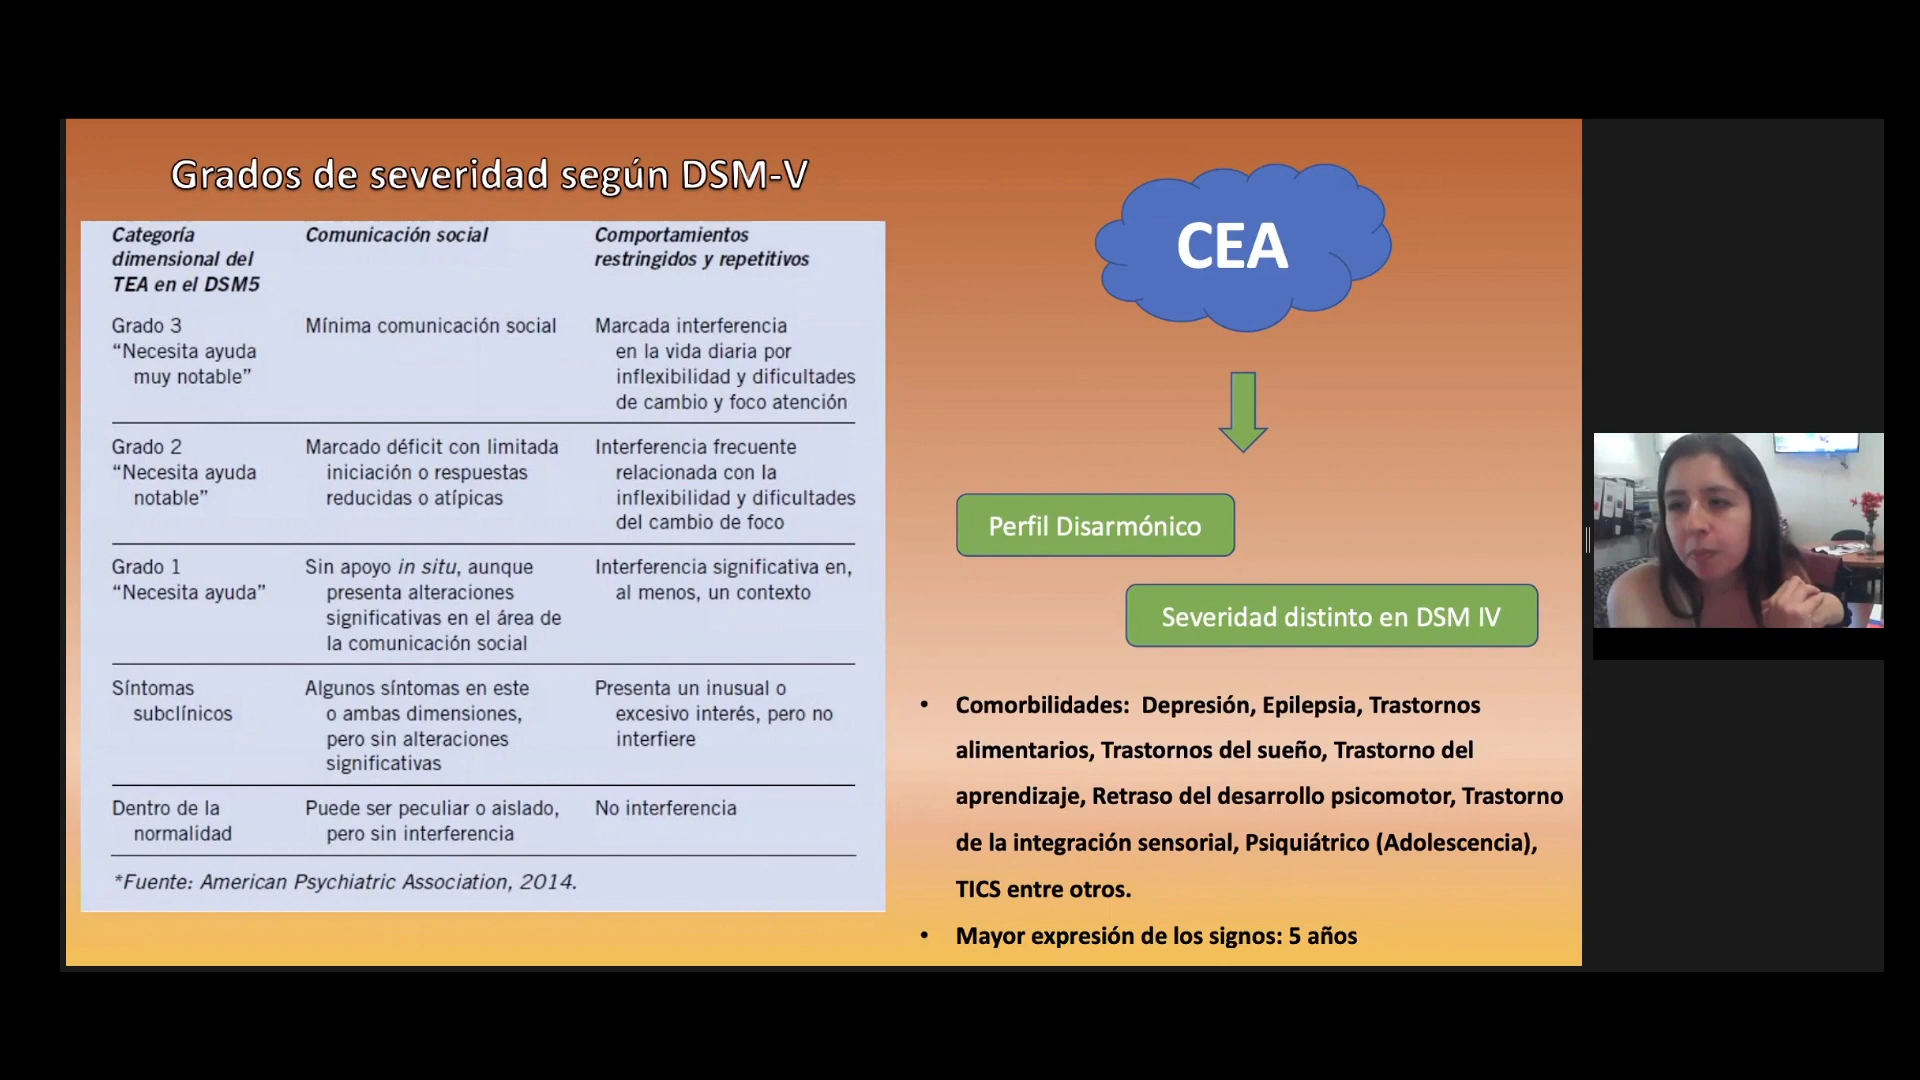 Grados de severidad según DSM-V
Categoría
dimensional del
TEA en el DSM5
Comunicación social
Comportamientos
restringidos y repetitivos
Grado 3
“Necesita ayuda
muy notable”
Mínima comunicación social
Marcada interferencia
en la vida diaria por
inflexibilidad y dificultades
de cambio y foco atención
Grado 2
“Necesita ayuda
notable”
Marcado déficit con limitada
iniciación o respuestas
reducidas o atípicas
Interferencia frecuente
relacionada con la
inflexibilidad y dificultades
del cambio de foco
Grado 1
“Necesita ayuda”
Sin apoyo in situ, aunque
presenta alteraciones
significativas en el área de
la comunicación social
Interferencia significativa en,
al menos, un contexto
Síntomas
subclínicos
Algunos síntomas en este
o ambas dimensiones,
pero sin alteraciones
significativas
Presenta un inusual o
excesivo interés, pero no
interfiere
Dentro de la
normalidad
Puede ser peculiar o aislado,
pero sin interferencia
No interferencia
*Fuente: American Psychiatric Association, 2014.
CEA
Perfil Disarmónico
Severidad distinto en DSM IV
• Comorbilidades: Depresión, Epilepsia, Trastornos
alimentarios, Trastornos del sueño, Trastorno del
aprendizaje, Retraso del desarrollo psicomotor, Trastorno
de la integración sensorial, Psiquiátrico (Adolescencia),
TICS entre otros.
• Mayor expresión de los signos: 5 años